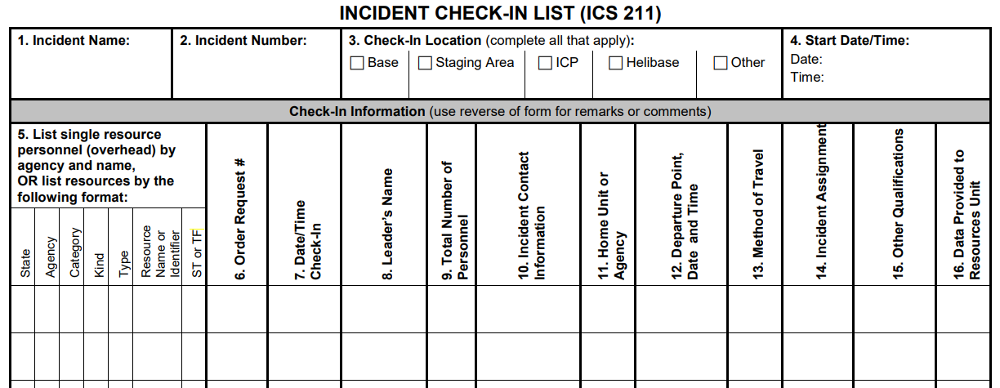 INCIDENT CHECK-IN LIST (ICS 211)
1. Incident Name:
2. Incident Number:
3. Check-In Location (complete all that apply):
Base
Staging Area
ICP
Helibase
Other
4. Start Date/Time:
Date:
Time:
Check-In Information (use reverse of form for remarks or comments)
5. List single resource
personnel (overhead) by
agency and name,
OR list resources by the
following format:
State
Agency
Category
Kind
Type
Resource
Name or
Identifier
ST or TF
6. Order Request #
7. Date/Time
Check-In
8. Leader's Name
9. Total Number of
Personnel
10. Incident Contact
Information
11. Home Unit or
Agency
12. Departure Point,
Date and Time
13. Method of Travel
14. Incident Assignment
15. Other Qualifications
16. Data Provided to
Resources Unit